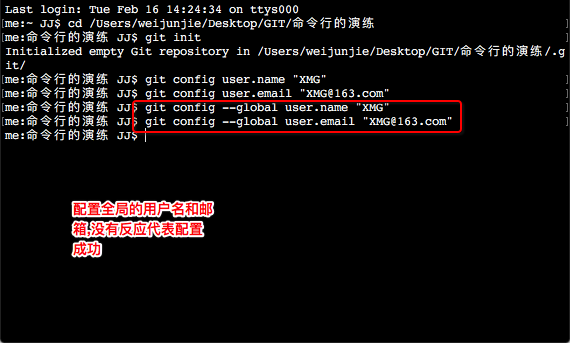 Last login: Tue Feb 16 14:24:34 on ttys000
[me:~ JJ$ cd /Users/weijunjie/Desktop/GIT/命令行的演练
[me:命令行的演练 JJ$ git init
Initialized empty Git repository in /Users/weijunjie/Desktop/GIT/命令行的演练/.g
it/
[me:命令行的演练 JJ$ git config user.name "XMG"
[me:命令行的演练 JJ$ git config user.email "XMG@163.com"
[me:命令行的演练 JJ$ git config --global user.name "XMG"
[me:命令行的演练 JJ$ git config --global user.email "XMG@163.com"
me:命令行的演练 JJ$
配置全局的用户名和邮
箱,没有反应代表配置
成功